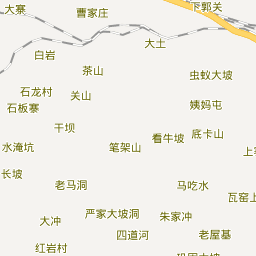 大寨
曹家庄
下郭关
大土
白岩
茶山
虫蚁大坡
石龙村
关山
石板寨
姨妈屯
干坝
看牛坡
底卡山
水淹坑
笔架山
上
长坡
老马洞
马吃水
瓦窑上
严家大坡洞
朱家冲
大冲
四道河
老屋基
红岩村